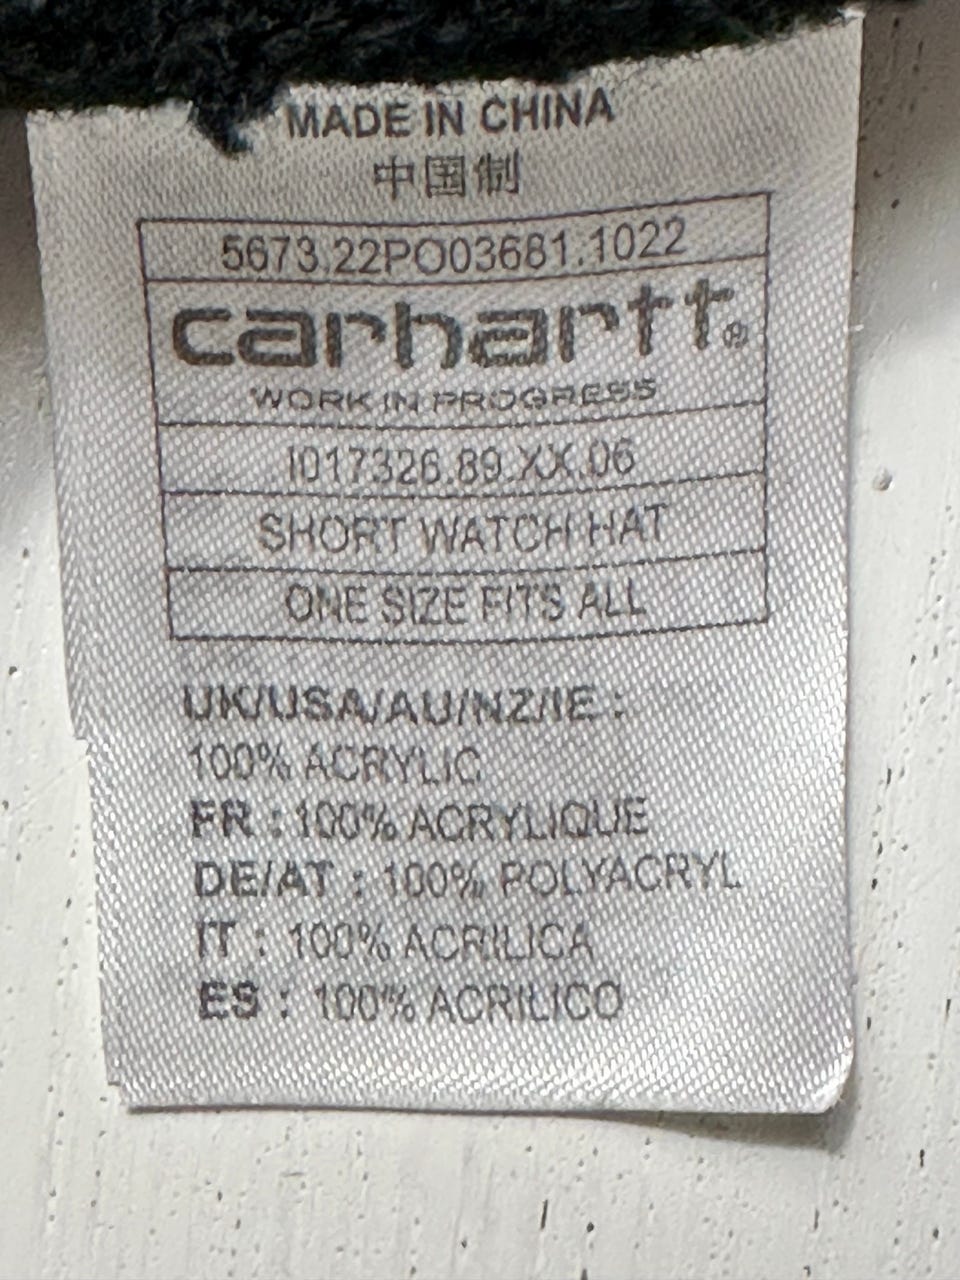 MADE IN CHINA
中国制
5673.22PO03681.1022
carhartt®
WORK IN PROGRESS
I017326.89.XX.06
SHORT WATCH HAT
ONE SIZE FITS ALL
UK/USA/AU/NZ/IE :
100% ACRYLIC
FR : 100% ACRYLIQUE
DE/AT : 100% POLYACRYL
IT : 100% ACRILICA
ES : 100% ACRILICO